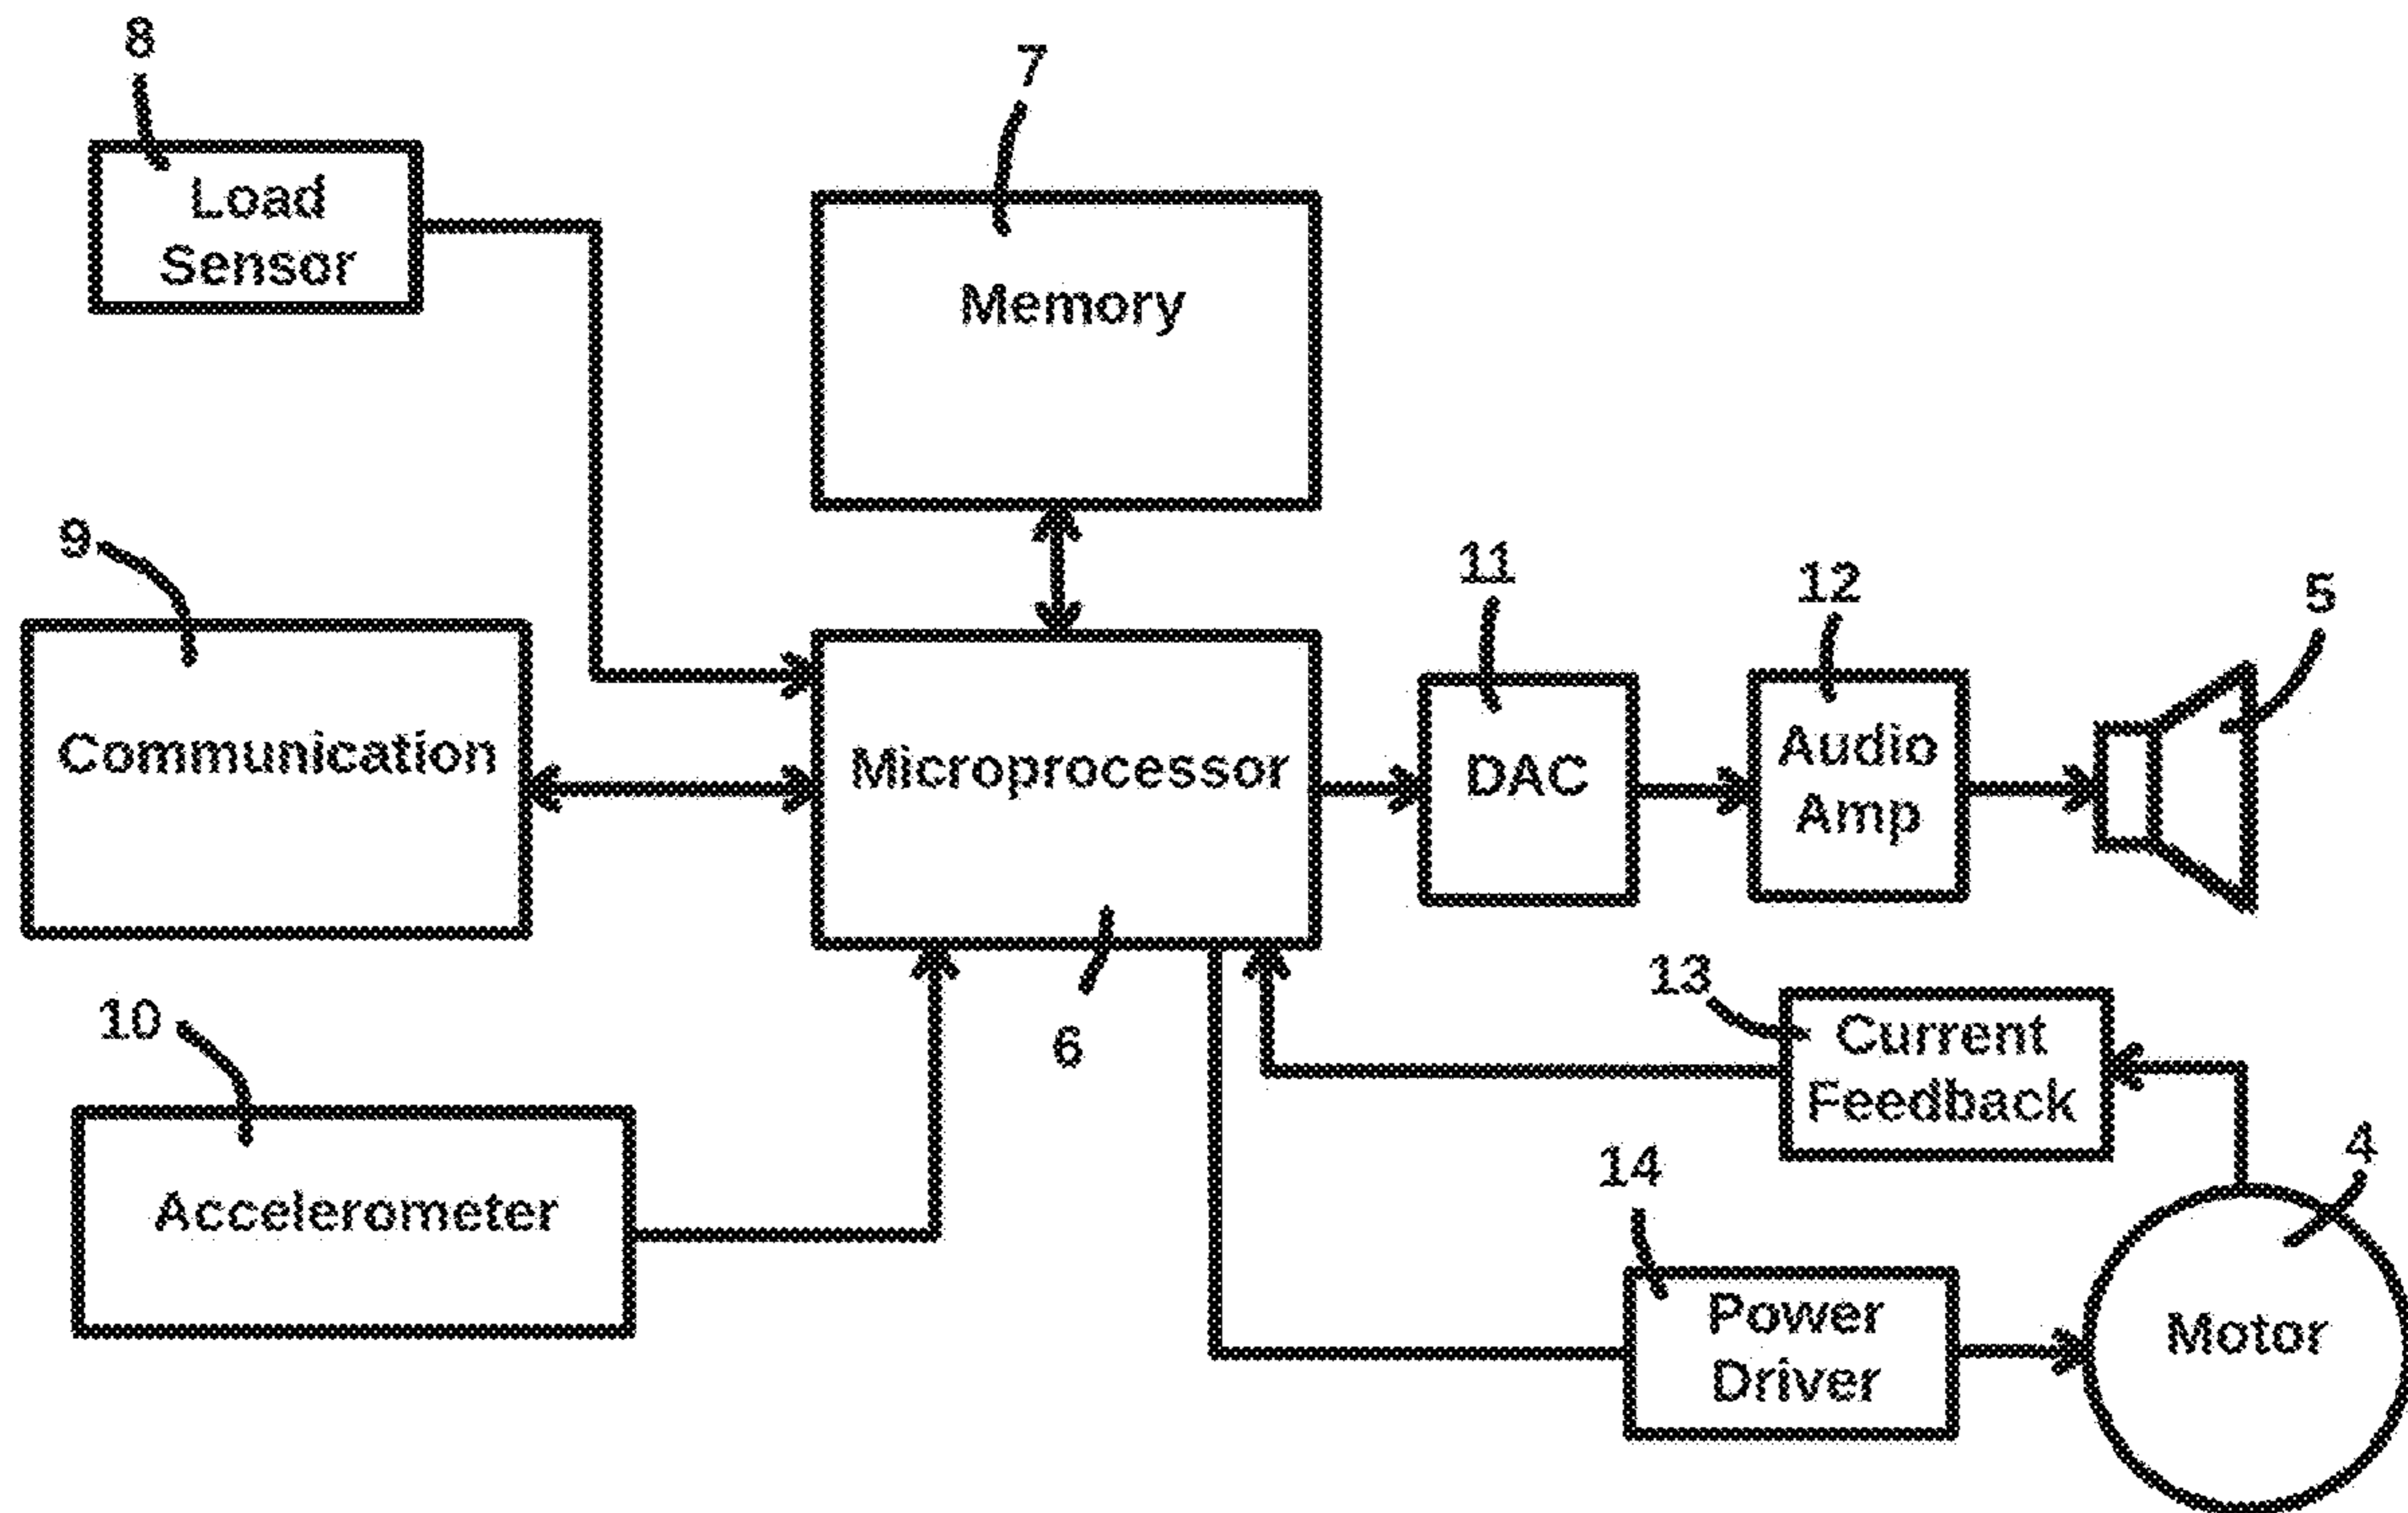 8
7
Load
Sensor
Memory
9
11
12
5
Communication
Microprocessor
DAC
Audio
Amp
10
6
13
Current
Feedback
14
4
Accelerometer
Power
Driver
Motor